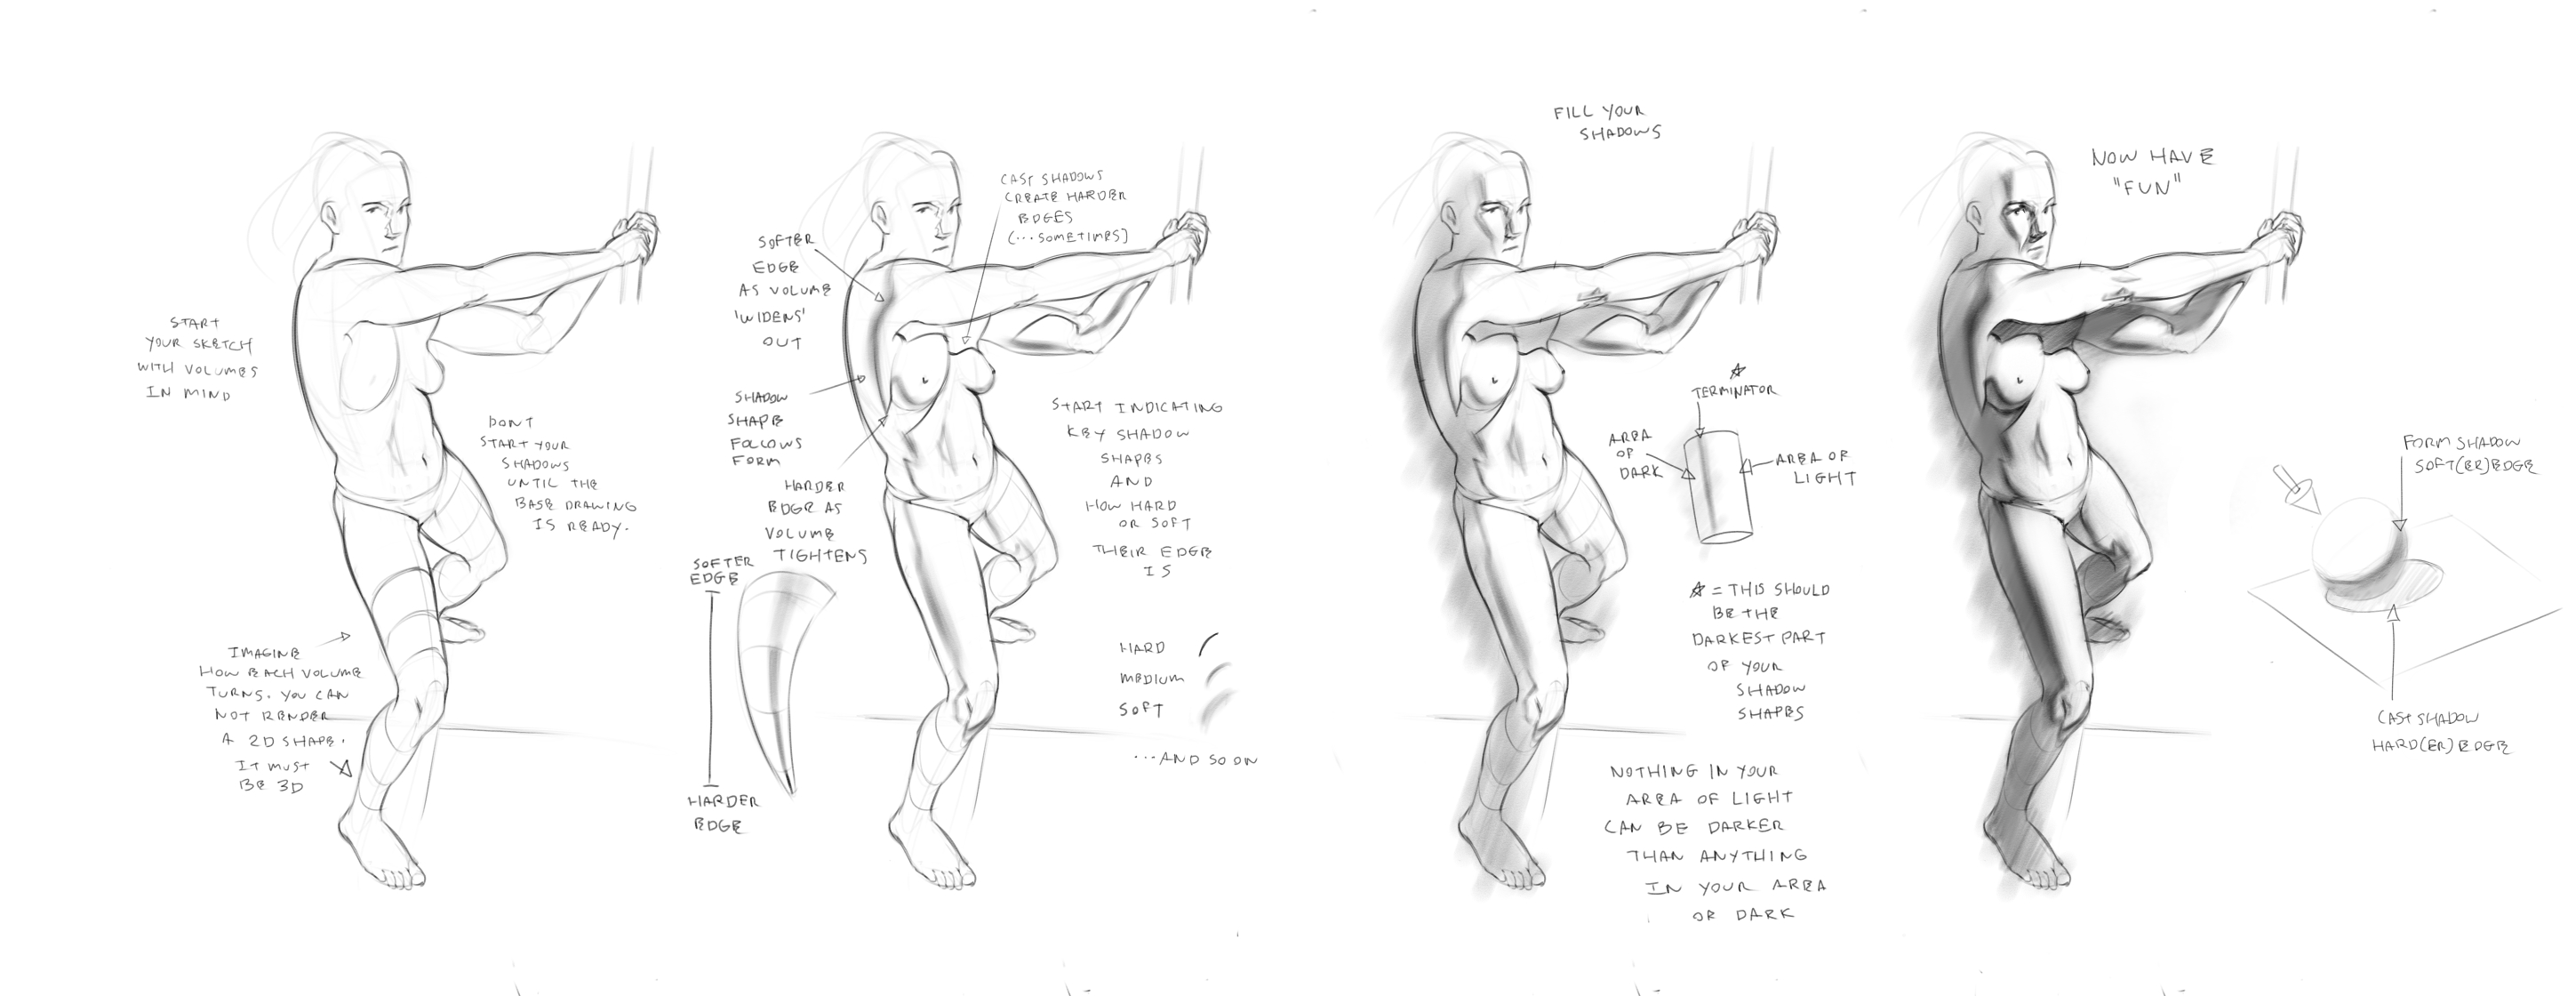 START
YOUR SKETCH
WITH VOLUMES
IN MIND
DONT
START YOUR
SHADOWS
UNTIL THE
BASE DRAWING
IS READY.
IMAGINE
HOW EACH VOLUME
TURNS. YOU CAN
NOT RENDER
A 2D SHAPE.
IT MUST
BE 3D
SOFTER
EDGE
AS VOLUME
'WIDENS'
OUT
CAST SHADOWS
CREATE HARDER
EDGES
(...SOMETIMES)
SHADOW
SHAPE
FOLLOWS
FORM
HARDER
EDGE AS
VOLUME
TIGHTENS
SOFTER
EDGE
HARDER
EDGE
START INDICATING
KEY SHADOW
SHAPES
AND
HOW HARD
OR SOFT
THEIR EDGE
IS
HARD
MEDIUM
SOFT
...AND SO ON
FILL YOUR
SHADOWS
☆
TERMINATOR
AREA
OF
DARK
AREA OF
LIGHT
☆ = THIS SHOULD
BE THE
DARKEST PART
OF YOUR
SHADOW
SHAPES
NOTHING IN YOUR
AREA OF LIGHT
CAN BE DARKER
THAN ANYTHING
IN YOUR AREA
OR DARK
NOW HAVE
"FUN"
FORM SHADOW
SOFT(ER) EDGE
CAST SHADOW
HARD(ER) EDGE